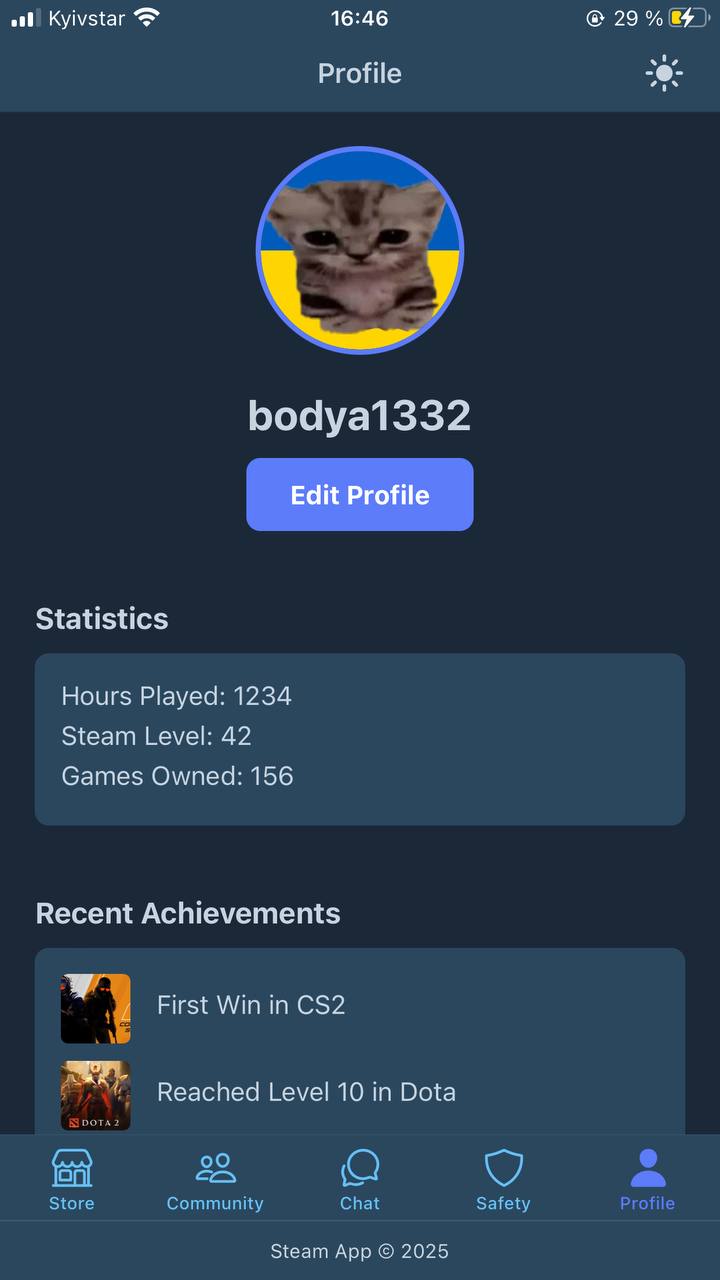 Kyivstar 16:46 29 %
Profile
bodya1332
Edit Profile
Statistics
Hours Played: 1234
Steam Level: 42
Games Owned: 156
Recent Achievements
First Win in CS2
DOTA 2
Reached Level 10 in Dota
Store Community Chat Safety Profile
Steam App © 2025